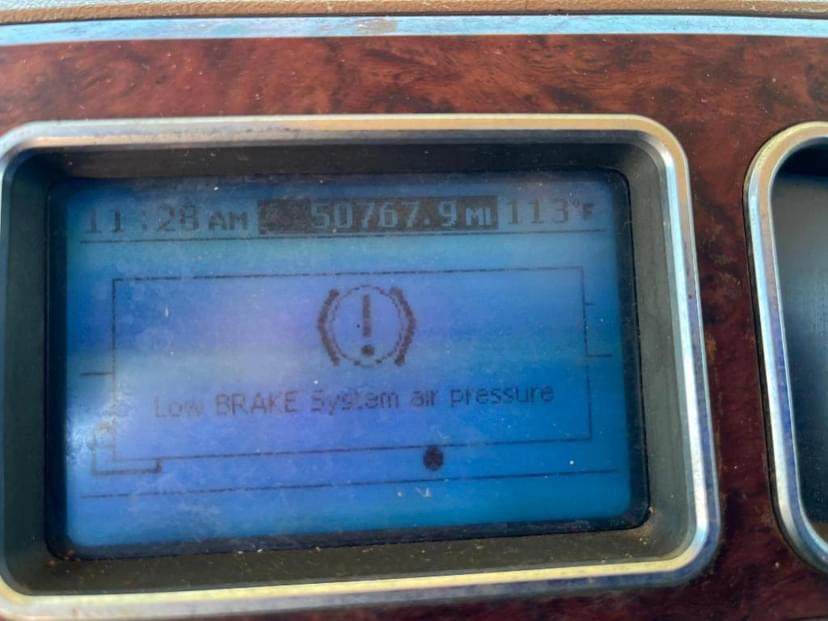 11:28 AM 50767.9 MI 113°F
!
Low BRAKE System air pressure